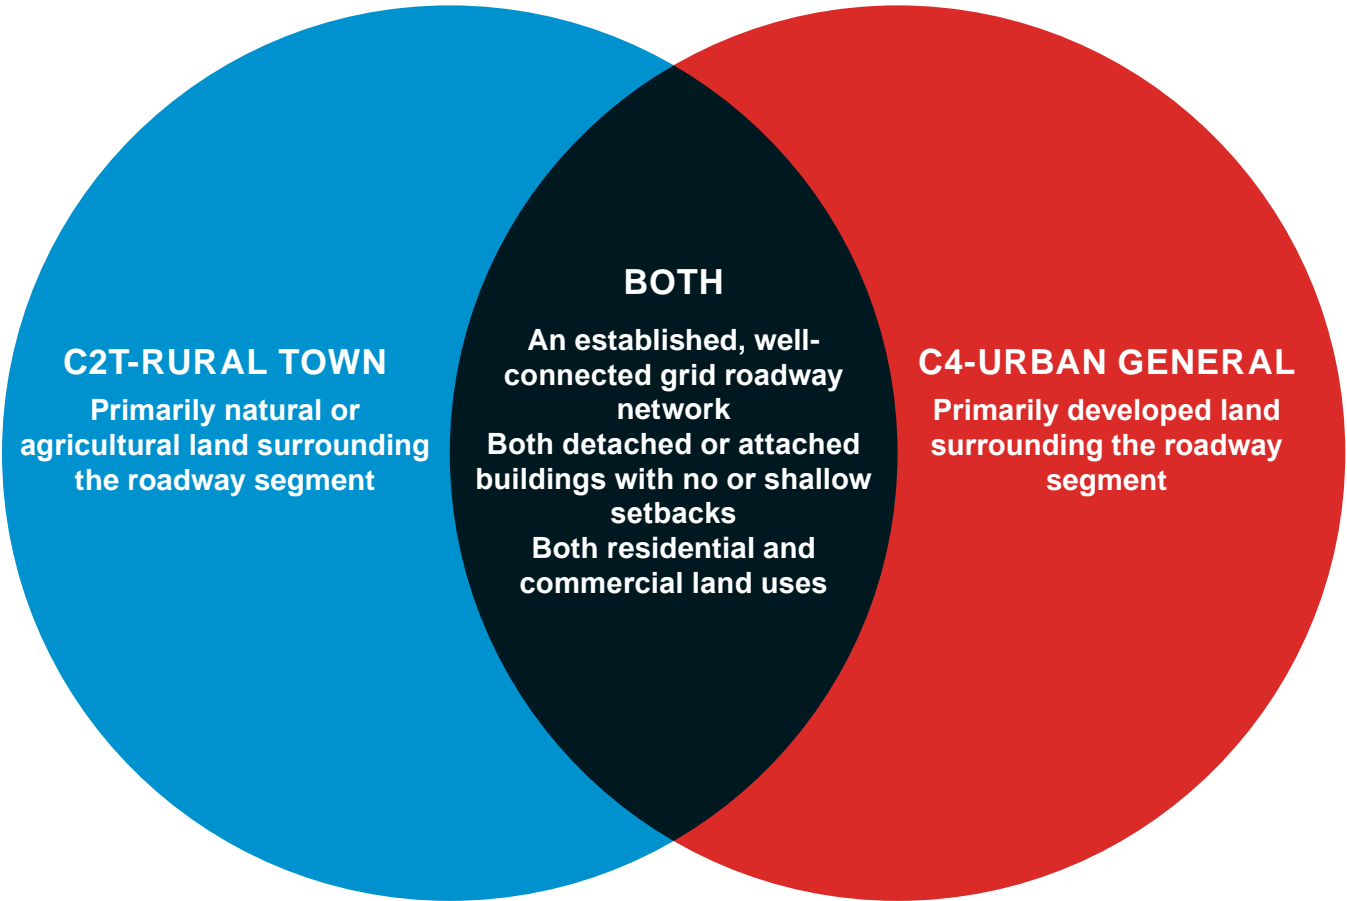 C2T-RURAL TOWN
Primarily natural or
agricultural land surrounding
the roadway segment
BOTH
An established, well-
connected grid roadway
network
Both detached or attached
buildings with no or shallow
setbacks
Both residential and
commercial land uses
C4-URBAN GENERAL
Primarily developed land
surrounding the roadway
segment